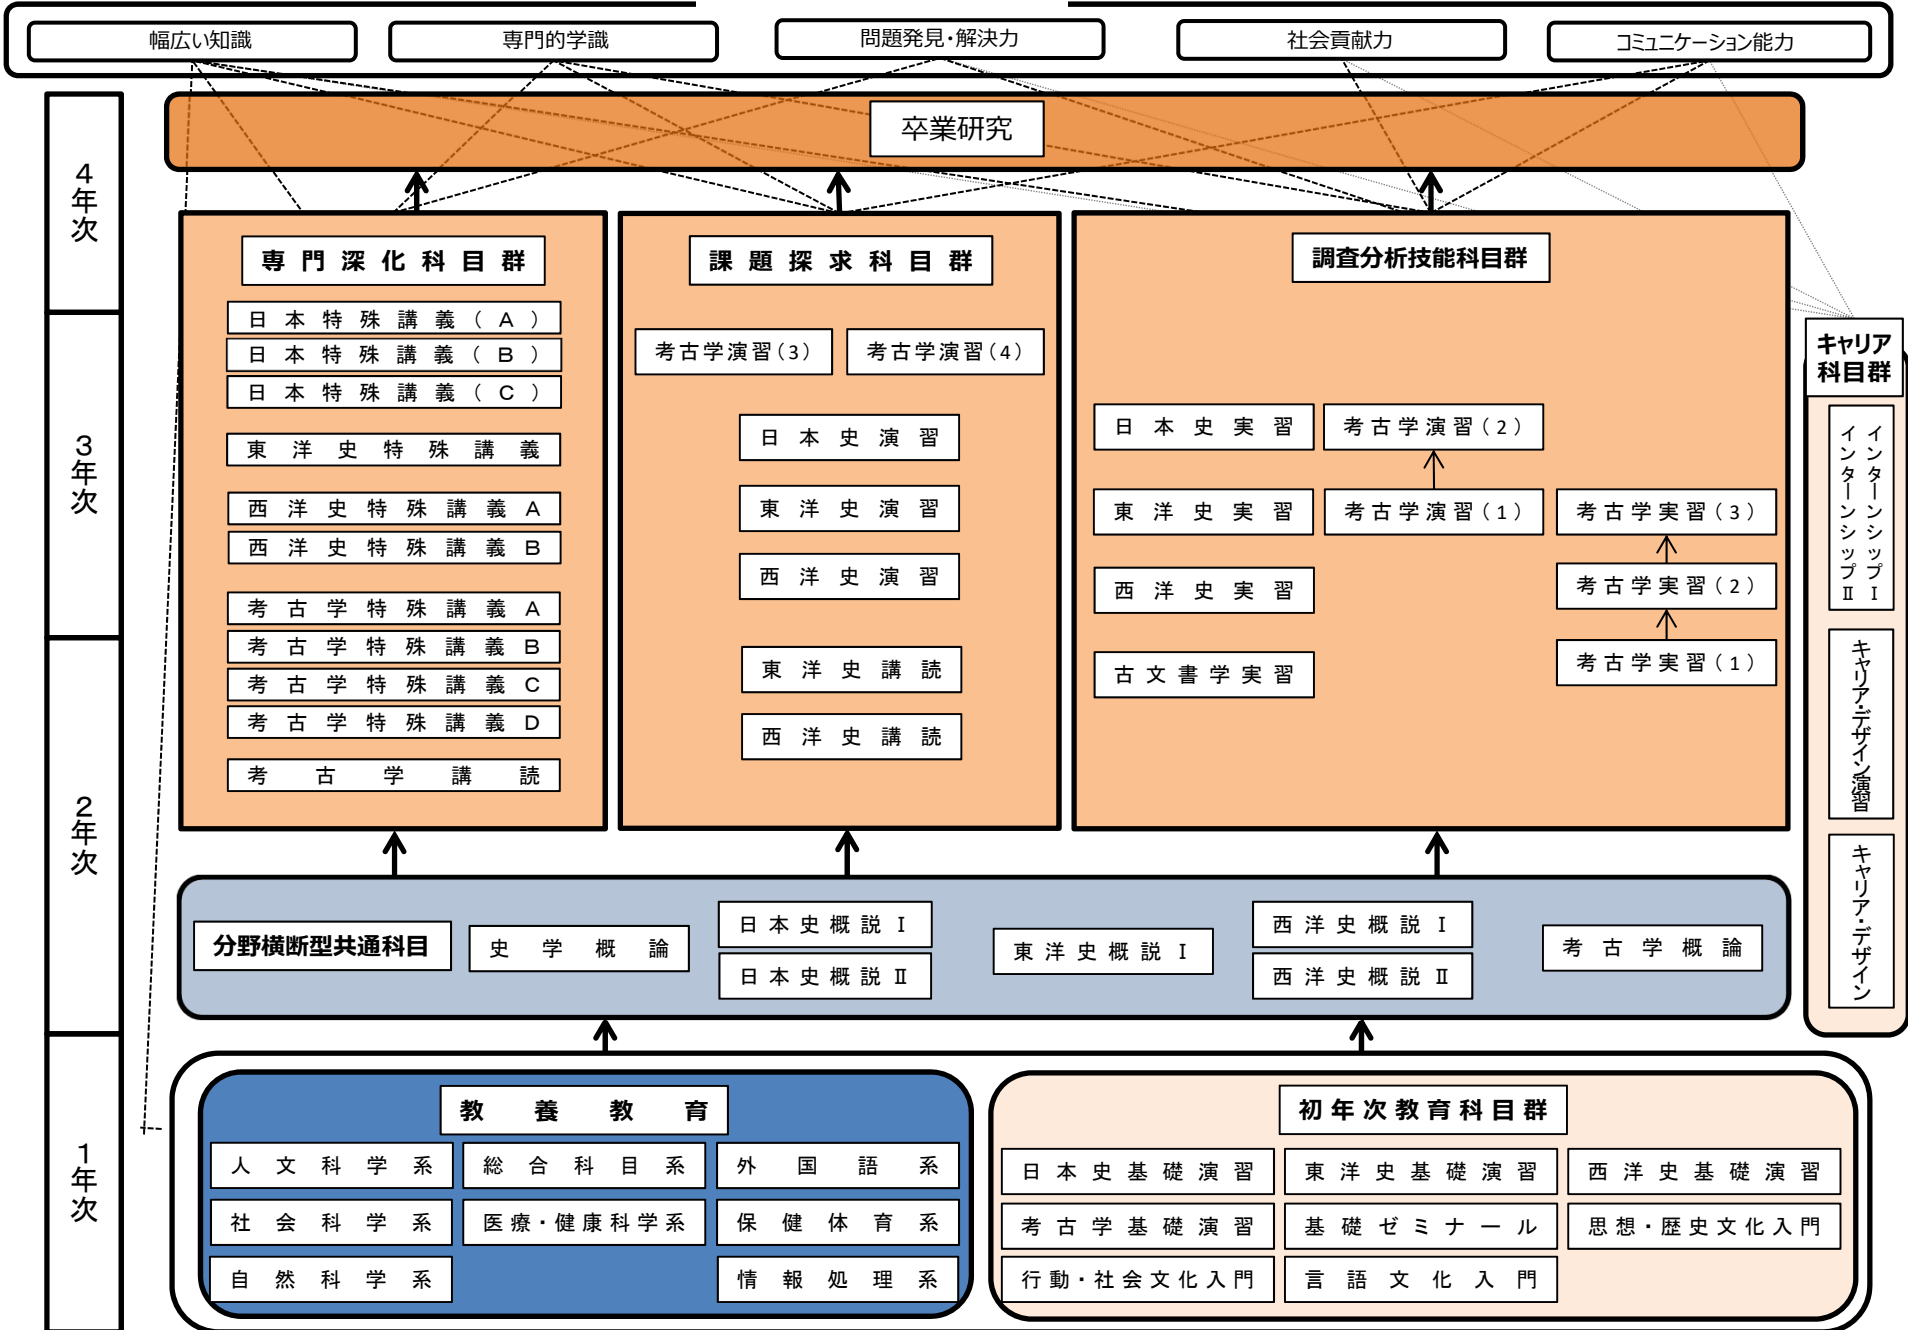 幅広い知識
専門的学識
問題発見・解決力
社会貢献力
コミュニケーション能力
4年次
3年次
2年次
1年次
卒業研究
専門深化科目群
日本特殊講義(A)
日本特殊講義(B)
日本特殊講義(C)
東洋史特殊講義
西洋史特殊講義A
西洋史特殊講義B
考古学特殊講義A
考古学特殊講義B
考古学特殊講義C
考古学特殊講義D
考古学講読
課題探求科目群
考古学演習(3)
考古学演習(4)
日本史演習
東洋史演習
西洋史演習
東洋史講読
西洋史講読
調査分析技能科目群
日本史実習
考古学演習(2)
東洋史実習
考古学演習(1)
考古学実習(3)
西洋史実習
考古学実習(2)
古文書学実習
考古学実習(1)
キャリア
科目群
インターンシップⅠ
インターンシップⅡ
キャリア・デザイン演習
キャリア・デザイン
分野横断型共通科目
史学概論
日本史概説Ⅰ
日本史概説Ⅱ
東洋史概説Ⅰ
西洋史概説Ⅰ
西洋史概説Ⅱ
考古学概論
教養教育
人文科学系
総合科目系
外国語系
社会科学系
医療・健康科学系
保健体育系
自然科学系
情報処理系
初年次教育科目群
日本史基礎演習
東洋史基礎演習
西洋史基礎演習
考古学基礎演習
基礎ゼミナール
思想・歴史文化入門
行動・社会文化入門
言語文化入門